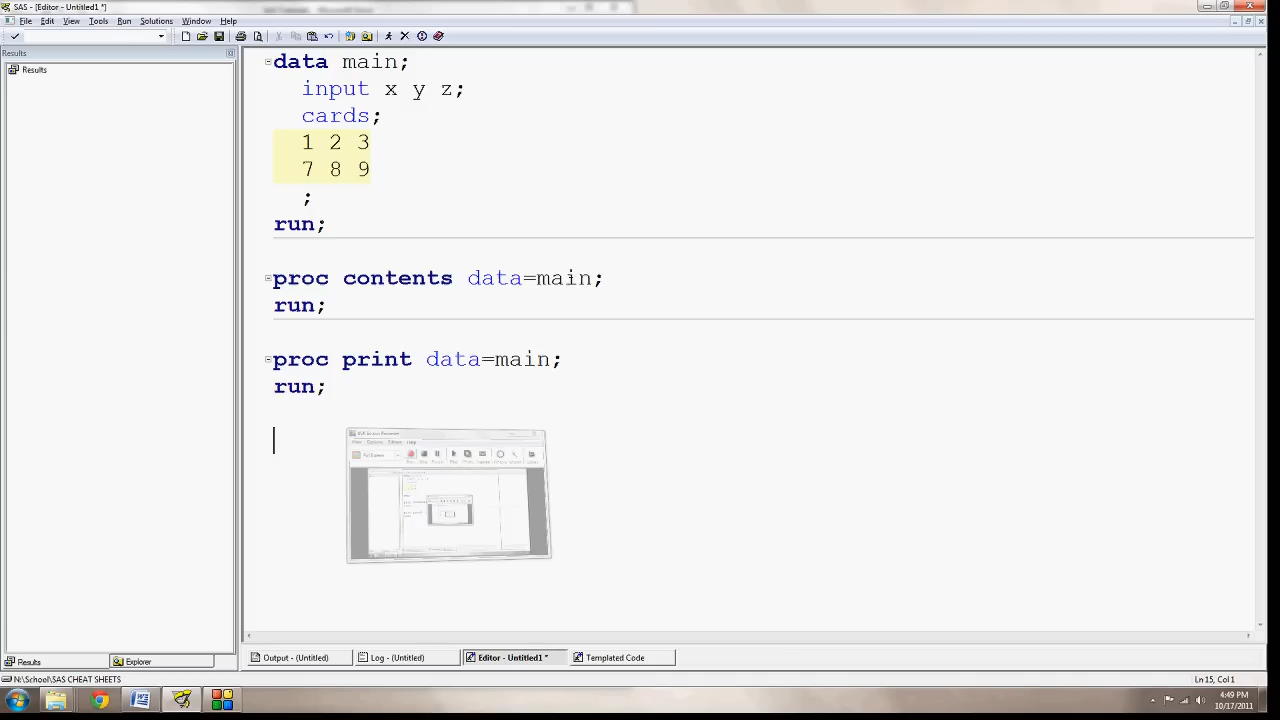 SAS - [Editor - Untitled1 *]
File Edit View Tools Run Solutions Window Help
Results
Results
data main;
input x y z;
cards;
1 2 3
7 8 9
;
run;
proc contents data=main;
run;
proc print data=main;
run;
Results
Explorer
Output - (Untitled)
Log - (Untitled)
Editor - Untitled1 *
Templated Code
N:\School\SAS CHEAT SHEETS
Ln 15, Col 1
4:49 PM
10/17/2011